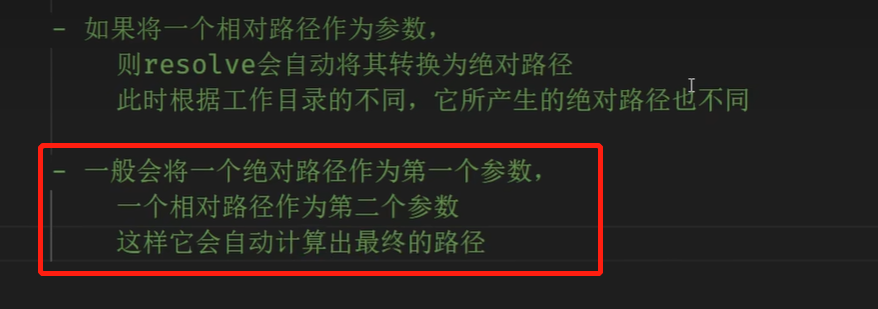 - 如果将一个相对路径作为参数，
则resolve会自动将其转换为绝对路径
此时根据工作目录的不同，它所产生的绝对路径也不同
- 一般会将一个绝对路径作为第一个参数，
一个相对路径作为第二个参数
这样它会自动计算出最终的路径